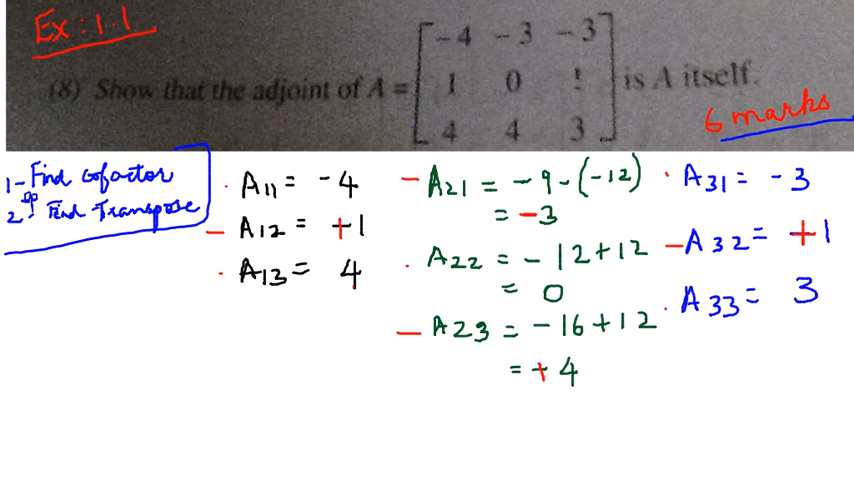 Ex: 1.1
(8) Show that the adjoint of A = [ -4 -3 -3
1 0 1
4 4 3 ] is A itself.
6 marks
1- Find cofactor
2- Find Transpose
A11 = -4
- A12 = +1
A13 = 4
- A21 = -9-(-12)
= -3
A22 = -12+12
= 0
- A23 = -16+12
= +4
A31 = -3
- A32 = +1
A33 = 3